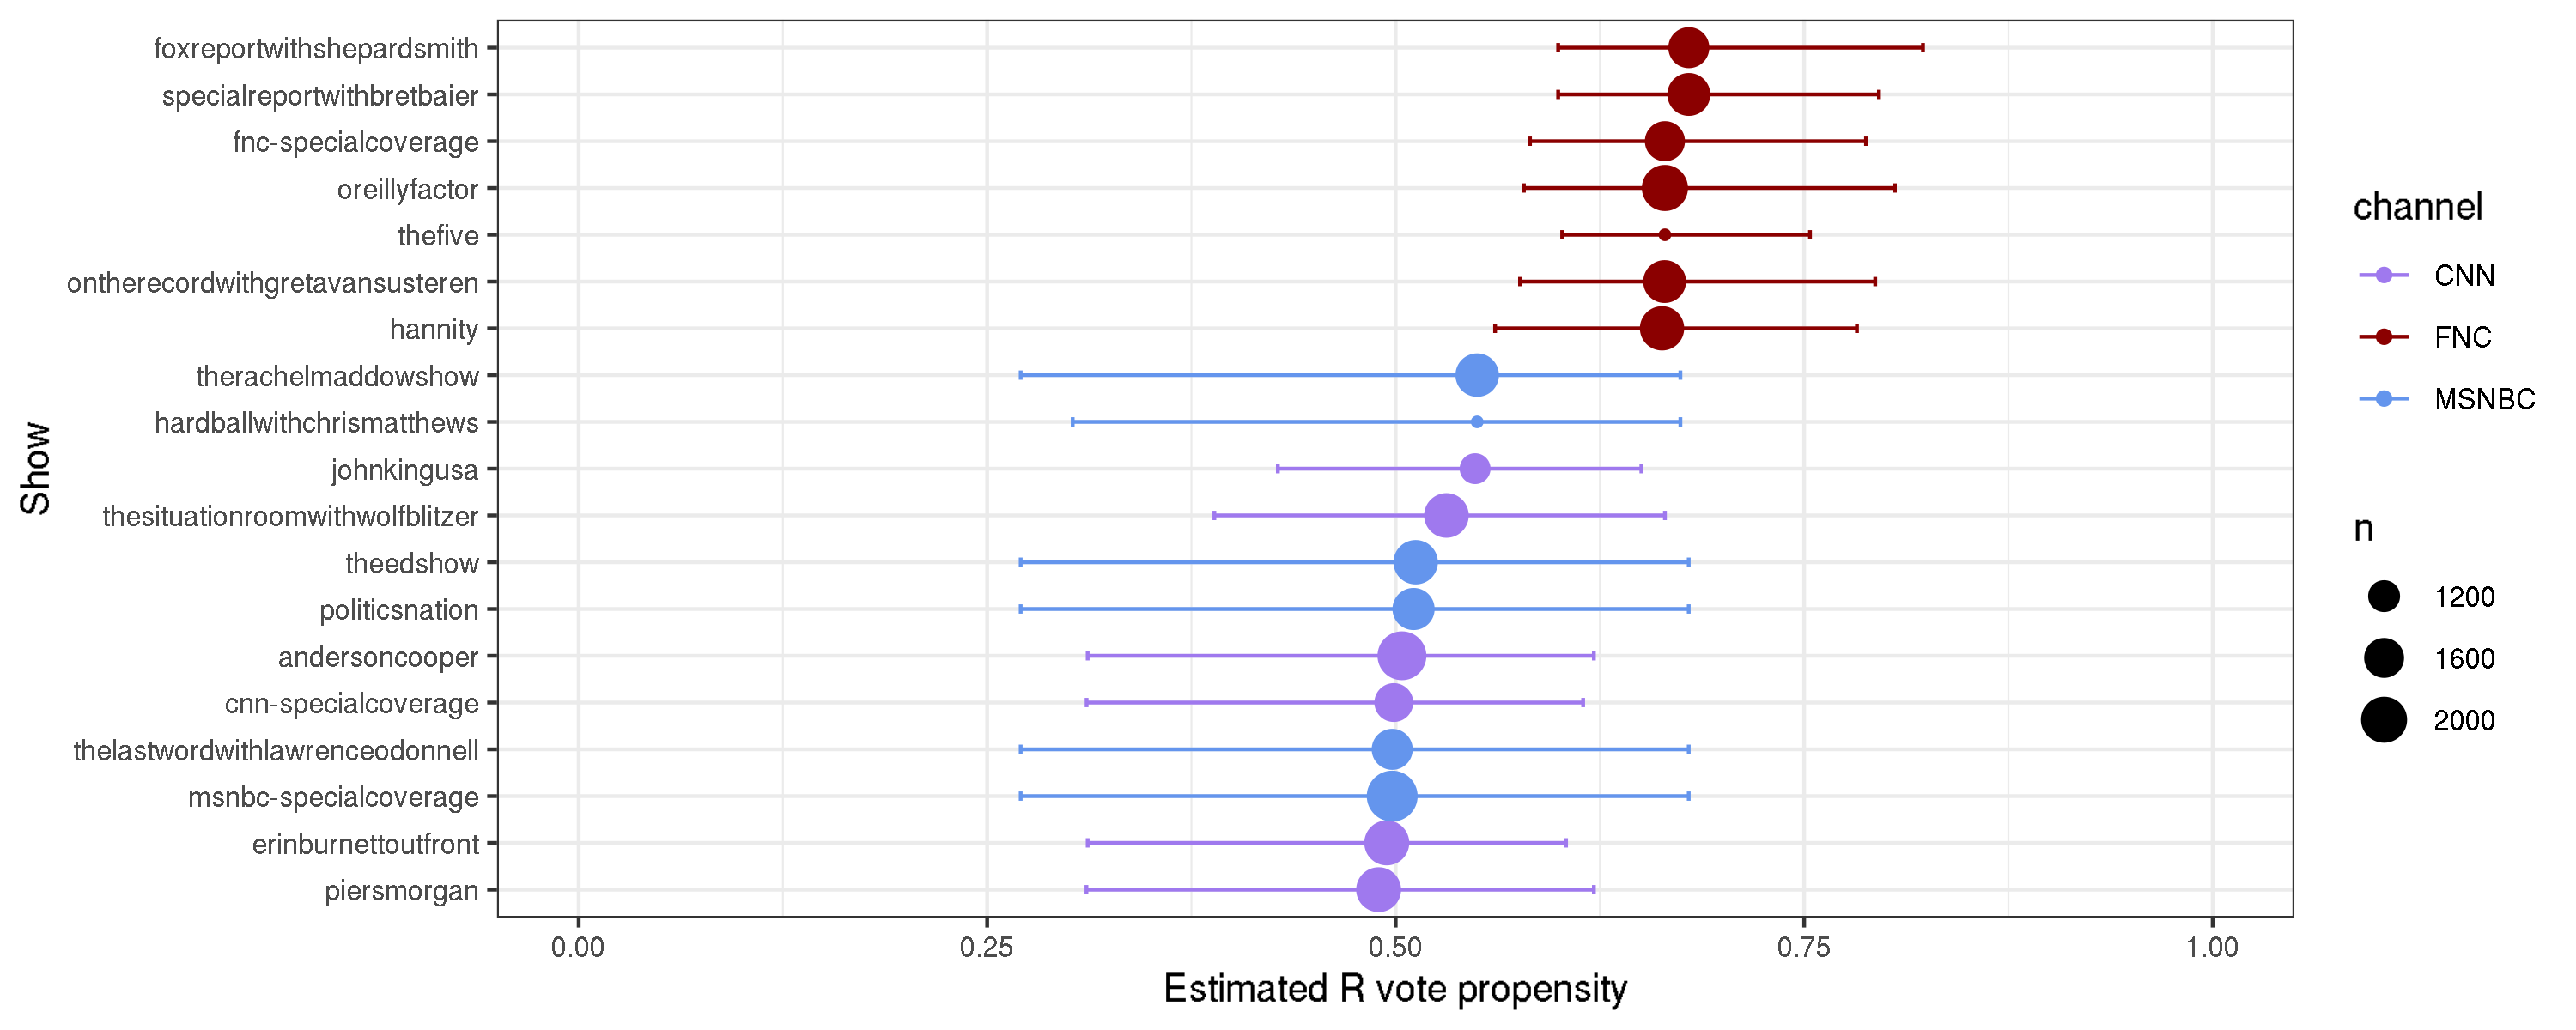 foxreportwithshepardsmith
specialreportwithbretbaier
fnc-specialcoverage
oreillyfactor
thefive
ontherecordwithgretavansusteren
hannity
therachelmaddowshow
hardballwithchrismatthews
johnkingusa
thesituationroomwithwolfblitzer
theedshow
politicsnation
andersoncooper
cnn-specialcoverage
thelastwordwithlawrenceodonnell
msnbc-specialcoverage
erinburnettoutfront
piersmorgan
Show
0.00 0.25 0.50 0.75 1.00
Estimated R vote propensity
channel
CNN
FNC
MSNBC
n
1200
1600
2000